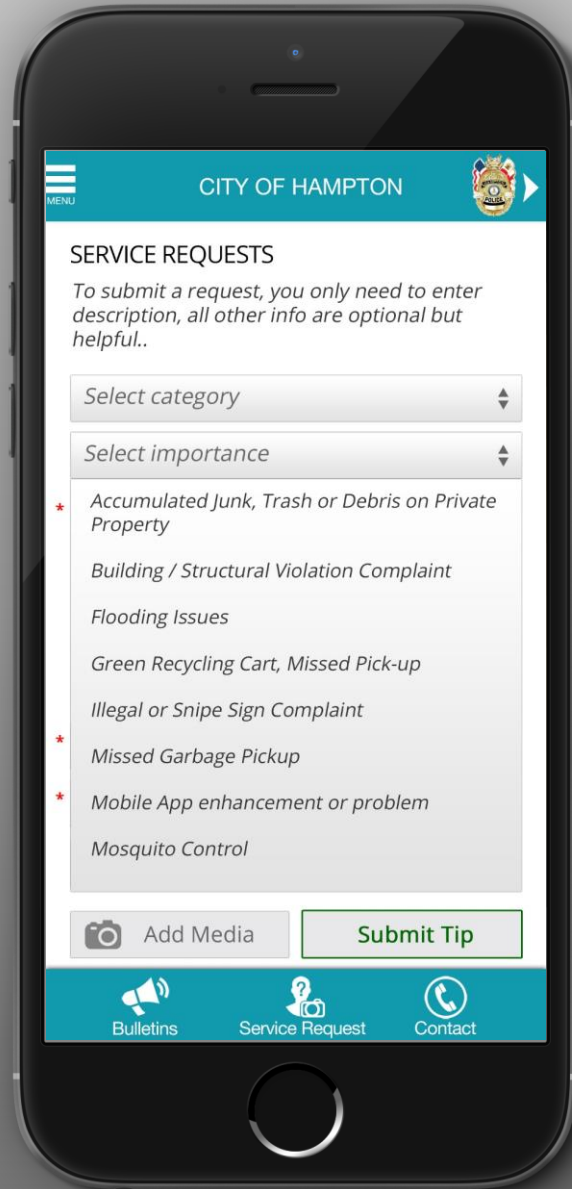 MENU
CITY OF HAMPTON
POLICE
SERVICE REQUESTS
To submit a request, you only need to enter
description, all other info are optional but
helpful..
Select category
Select importance
* Accumulated Junk, Trash or Debris on Private
Property
Building / Structural Violation Complaint
Flooding Issues
Green Recycling Cart, Missed Pick-up
Illegal or Snipe Sign Complaint
* Missed Garbage Pickup
* Mobile App enhancement or problem
Mosquito Control
Add Media
Submit Tip
Bulletins
Service Request
Contact